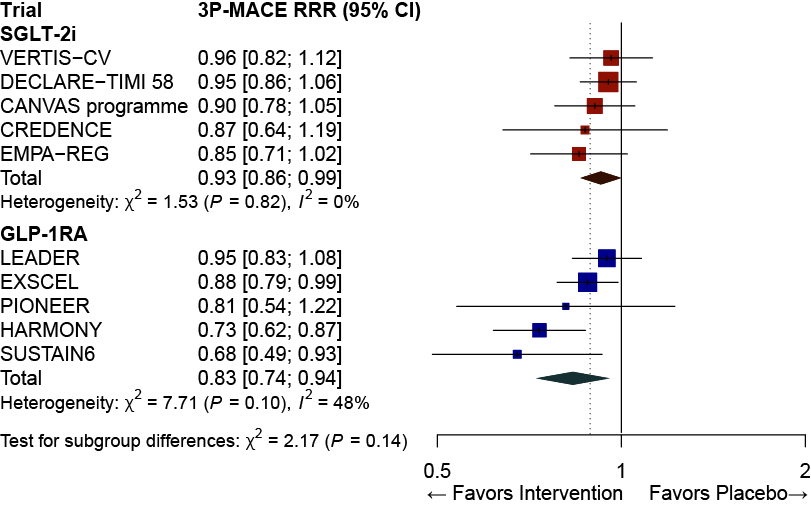 Trial 3P-MACE RRR (95% CI)
SGLT-2i
VERTIS−CV 0.96 [0.82; 1.12]
DECLARE−TIMI 58 0.95 [0.86; 1.06]
CANVAS programme 0.90 [0.78; 1.05]
CREDENCE 0.87 [0.64; 1.19]
EMPA−REG 0.85 [0.71; 1.02]
Total 0.93 [0.86; 0.99]
Heterogeneity: χ² = 1.53 (P = 0.82), I² = 0%
GLP-1RA
LEADER 0.95 [0.83; 1.08]
EXSCEL 0.88 [0.79; 0.99]
PIONEER 0.81 [0.54; 1.22]
HARMONY 0.73 [0.62; 0.87]
SUSTAIN6 0.68 [0.49; 0.93]
Total 0.83 [0.74; 0.94]
Heterogeneity: χ² = 7.71 (P = 0.10), I² = 48%
Test for subgroup differences: χ² = 2.17 (P = 0.14)
0.5 1 2
← Favors Intervention Favors Placebo→